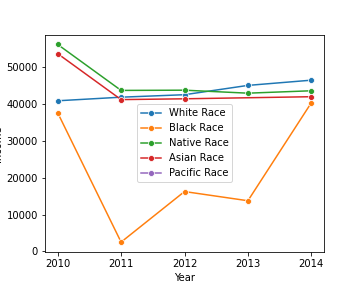 50000
40000
30000
20000
10000
0
White Race
Black Race
Native Race
Asian Race
Pacific Race
2010 2011 2012 2013 2014
Year